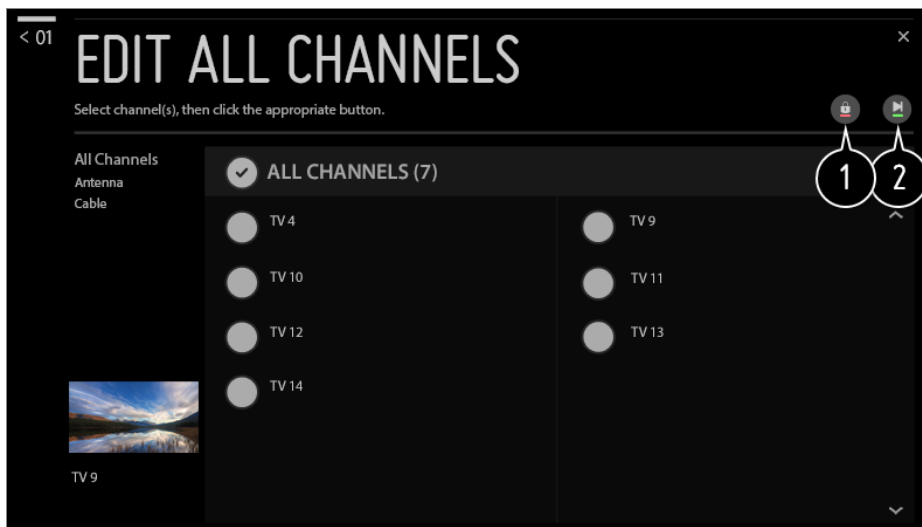 < 01
EDIT ALL CHANNELS
×
Select channel(s), then click the appropriate button.
1
2
All Channels
Antenna
Cable
ALL CHANNELS (7)
TV 4
TV 9
TV 10
TV 11
TV 12
TV 13
TV 14
TV 9